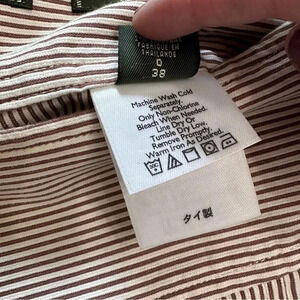 FABRIQUÉ EN
THAILANDE
0
38
Machine Wash Cold
Separately
Only Non-Chlorine
Bleach When Needed.
Line Dry Or
Tumble Dry Low.
Remove Promptly.
Warm Iron As Desired.
タイ製